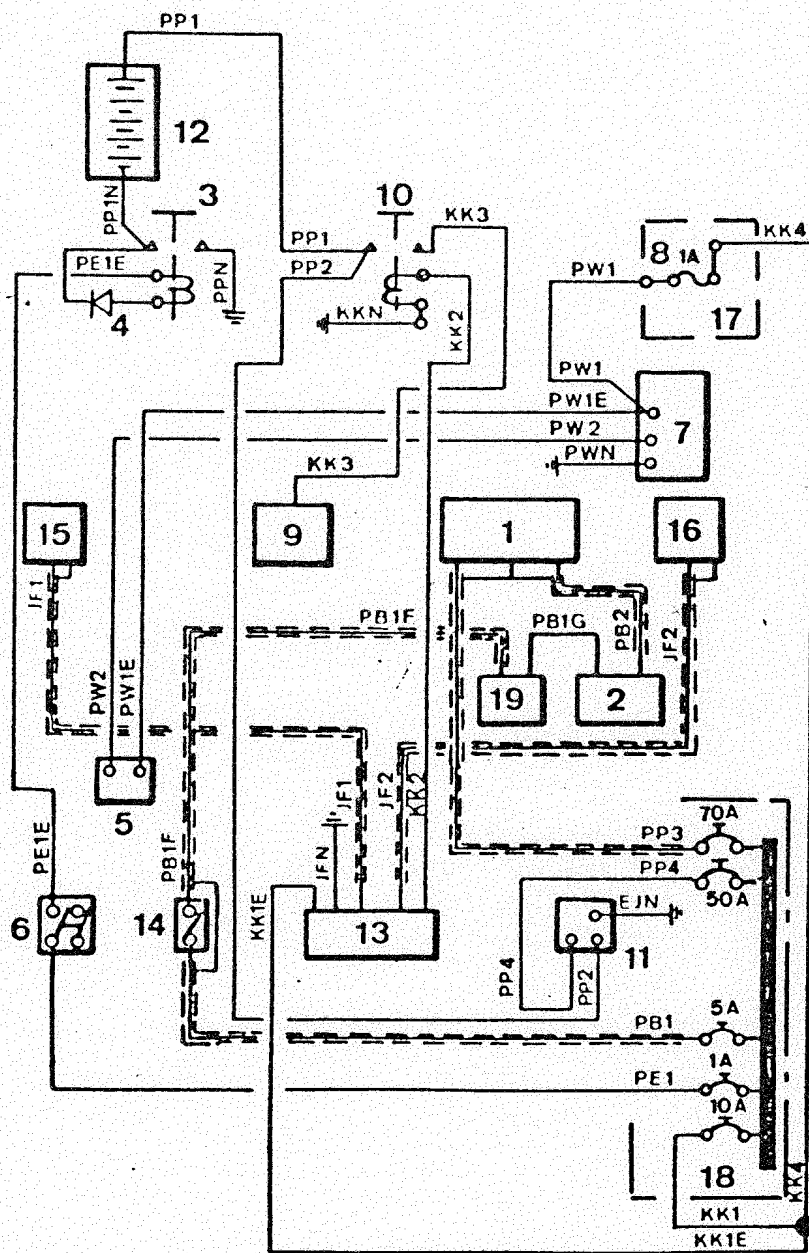 PP1
12
PP1N
3
10
KK3
PP1
PE1E
PPN
PP2
4
KKN
KK2
8
1A
KK4
PW1
17
PW1
PW1E
PW2
7
PWN
KK3
15
9
1
16
JF1
PB1F
PB1G
PB2
JF2
PW2
PW1E
19
2
5
JF1
JF2
KK2
70A
PP3
PE1E
PB1F
JFN
PP4
50A
6
14
KK1E
13
EJN
11
PP4
PP2
PB1
5A
PE1
1A
10A
18
KK4
KK1
KK1E